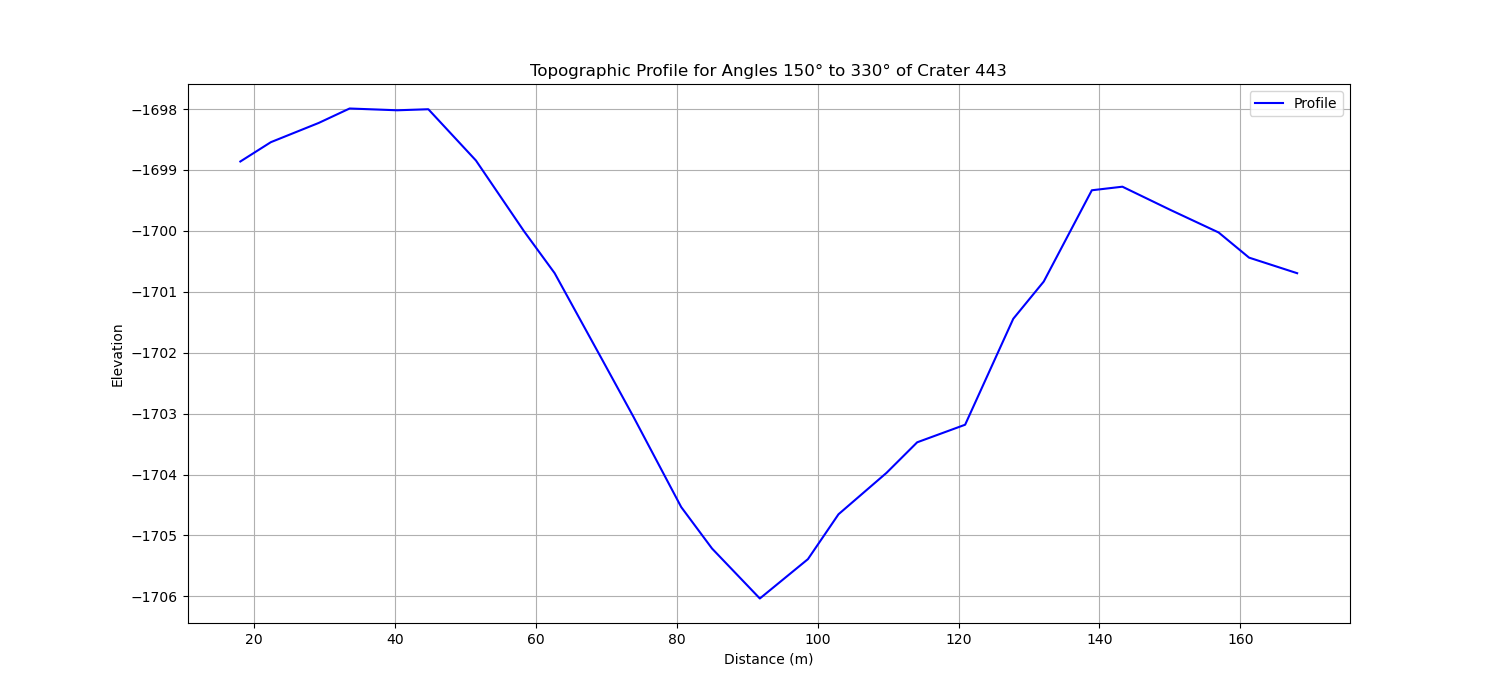 Topographic Profile for Angles 150° to 330° of Crater 443
Profile
−1698
−1699
−1700
−1701
−1702
−1703
−1704
−1705
−1706
Elevation
20 40 60 80 100 120 140 160
Distance (m)